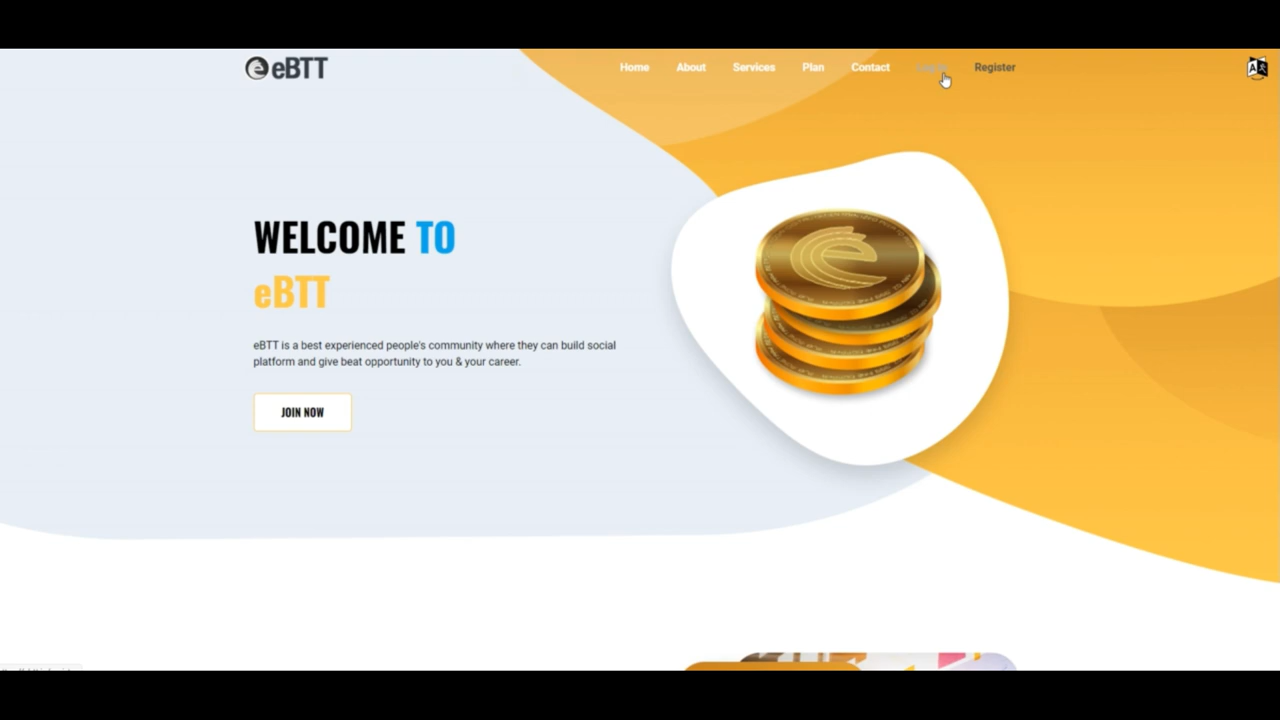 eBTT
Home About Services Plan Contact Register
WELCOME TO
eBTT
eBTT is a best experienced people's community where they can build social
platform and give beat opportunity to you & your career.
JOIN NOW